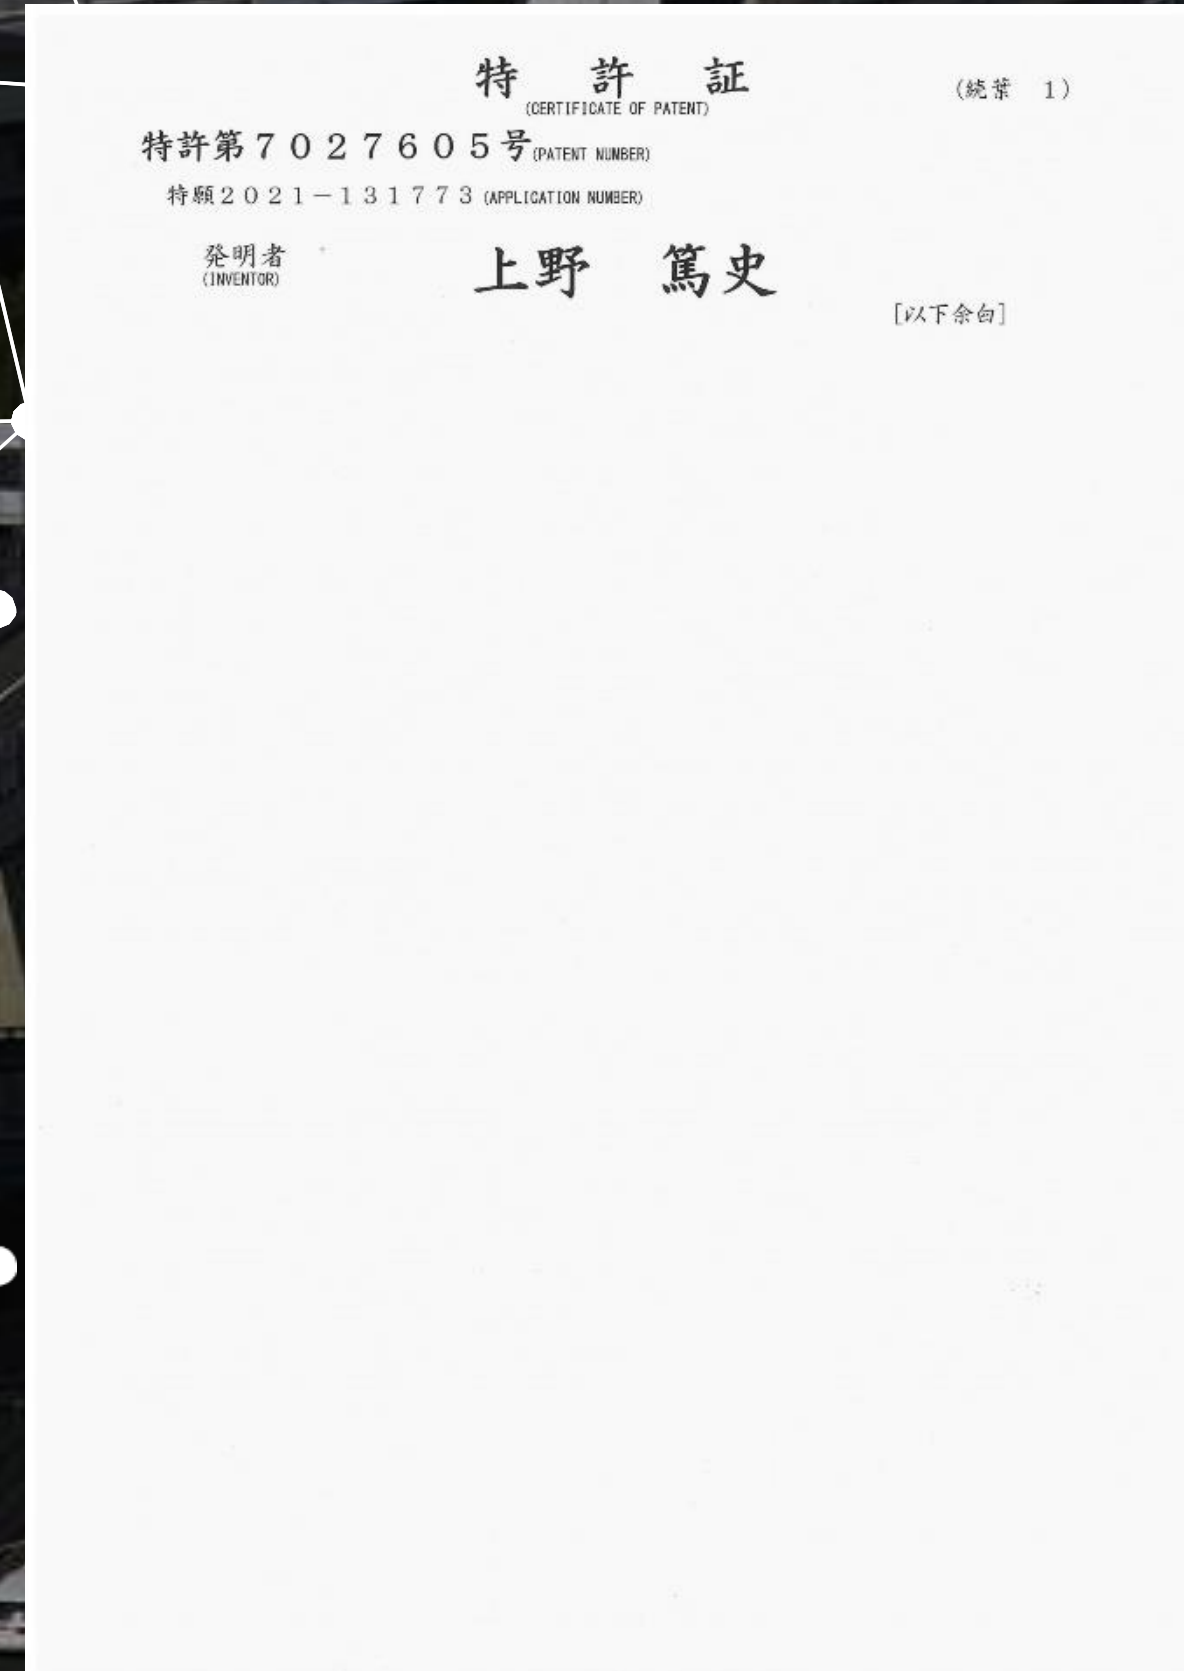 特　許　証
(CERTIFICATE OF PATENT)
(続葉　1)
特許第７０２７６０５号(PATENT NUMBER)
特願２０２１－１３１７７３(APPLICATION NUMBER)
発明者
(INVENTOR)
上野　篤史
[以下余白]